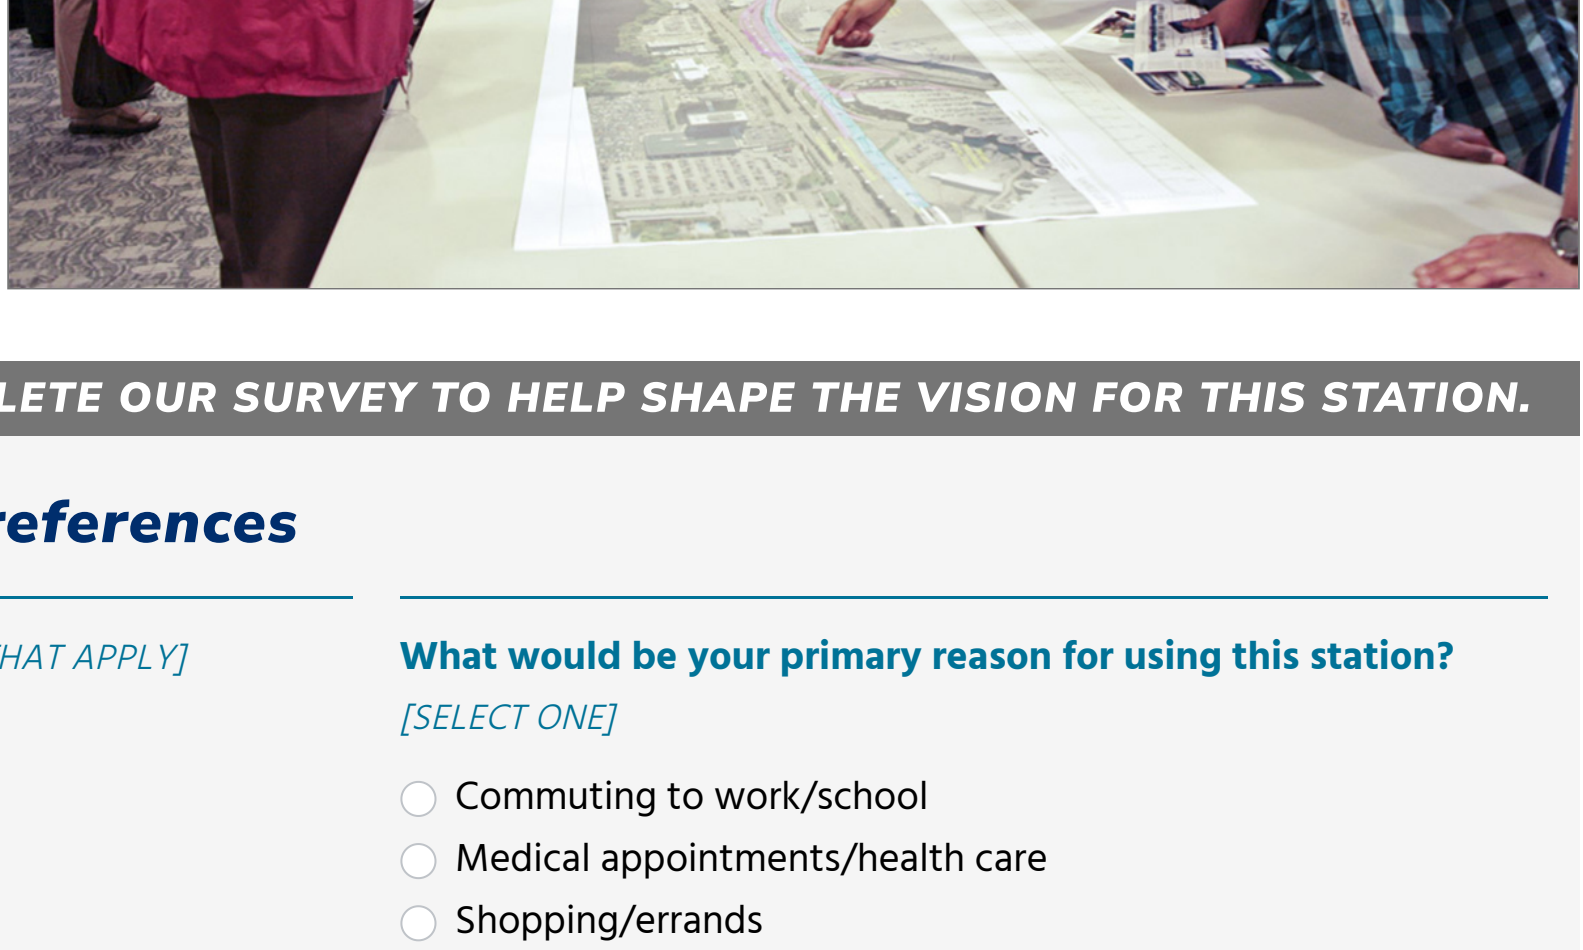 LETE OUR SURVEY TO HELP SHAPE THE VISION FOR THIS STATION.
references
HAT APPLY]
What would be your primary reason for using this station?
[SELECT ONE]
Commuting to work/school
Medical appointments/health care
Shopping/errands